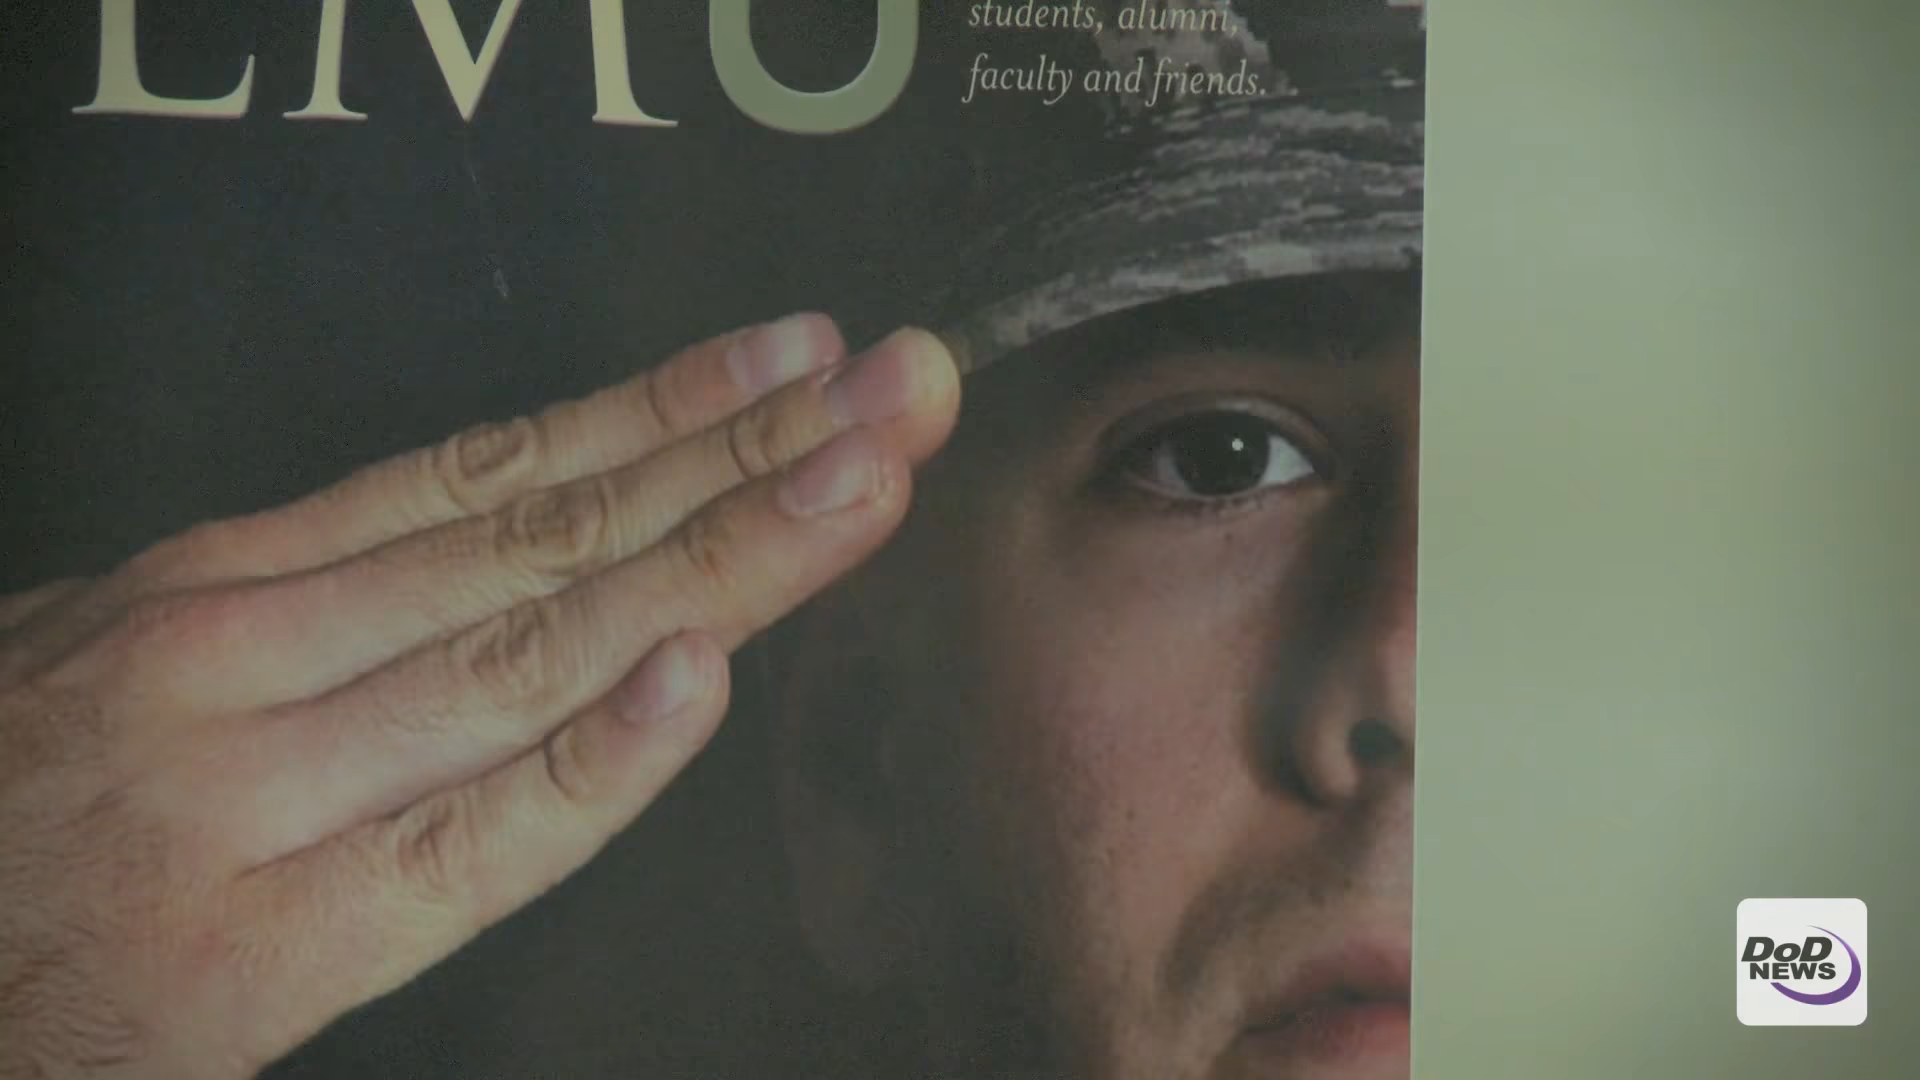 LMU
students, alumni,
faculty and friends.
DoD
NEWS